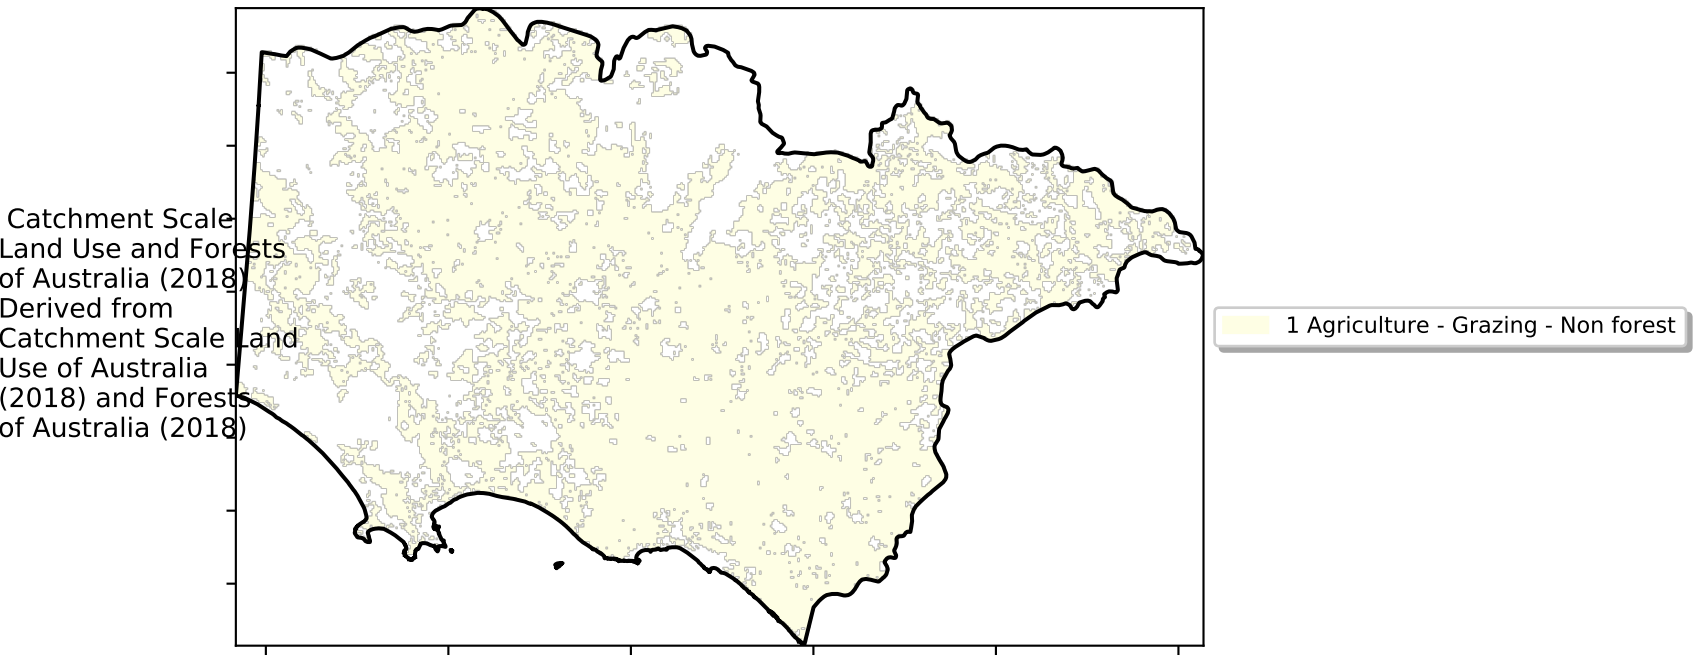 Catchment Scale
Land Use and Forests
of Australia (2018)
Derived from
Catchment Scale Land
Use of Australia
(2018) and Forests
of Australia (2018)
1 Agriculture - Grazing - Non forest